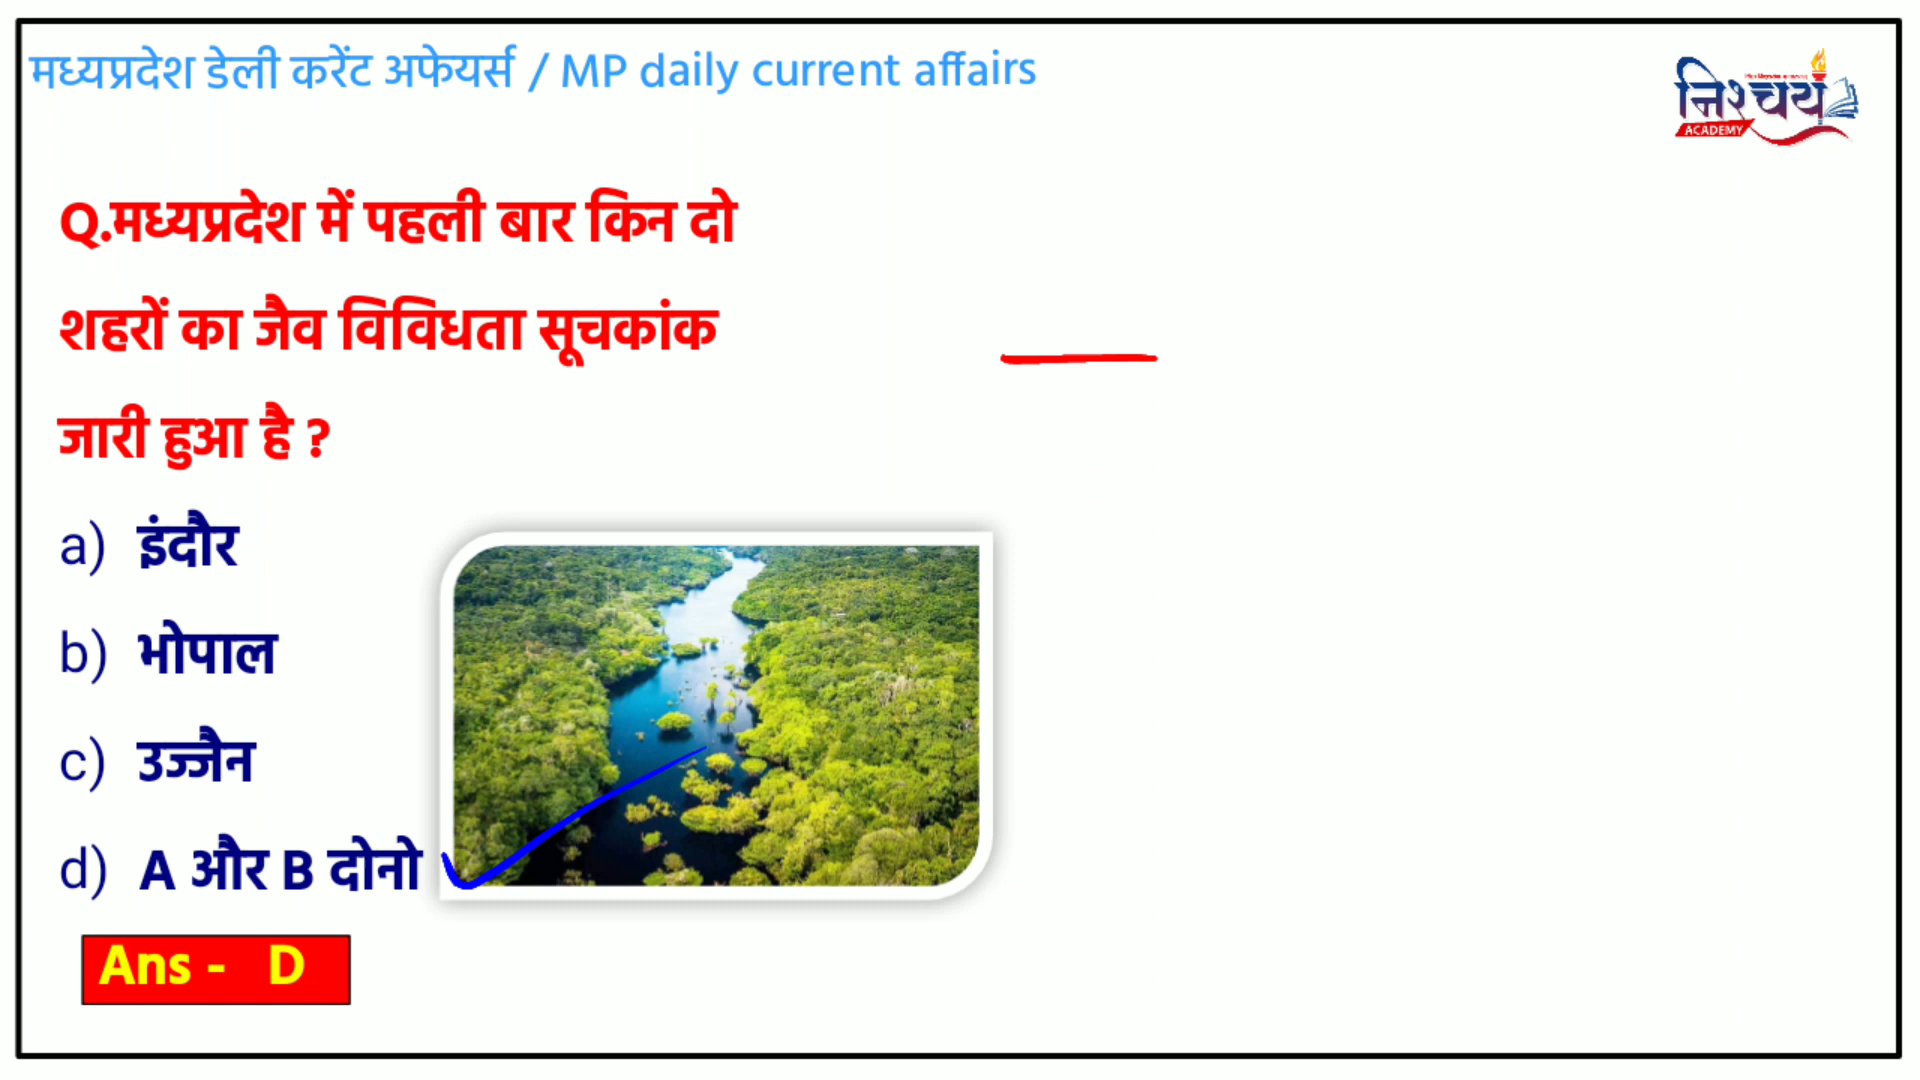 मध्यप्रदेश डेली करेंट अफेयर्स / MP daily current affairs
निश्चय
ACADEMY
Q.मध्यप्रदेश में पहली बार किन दो
शहरों का जैव विविधता सूचकांक
जारी हुआ है ?
a) इंदौर
b) भोपाल
c) उज्जैन
d) A और B दोनो
Ans - D